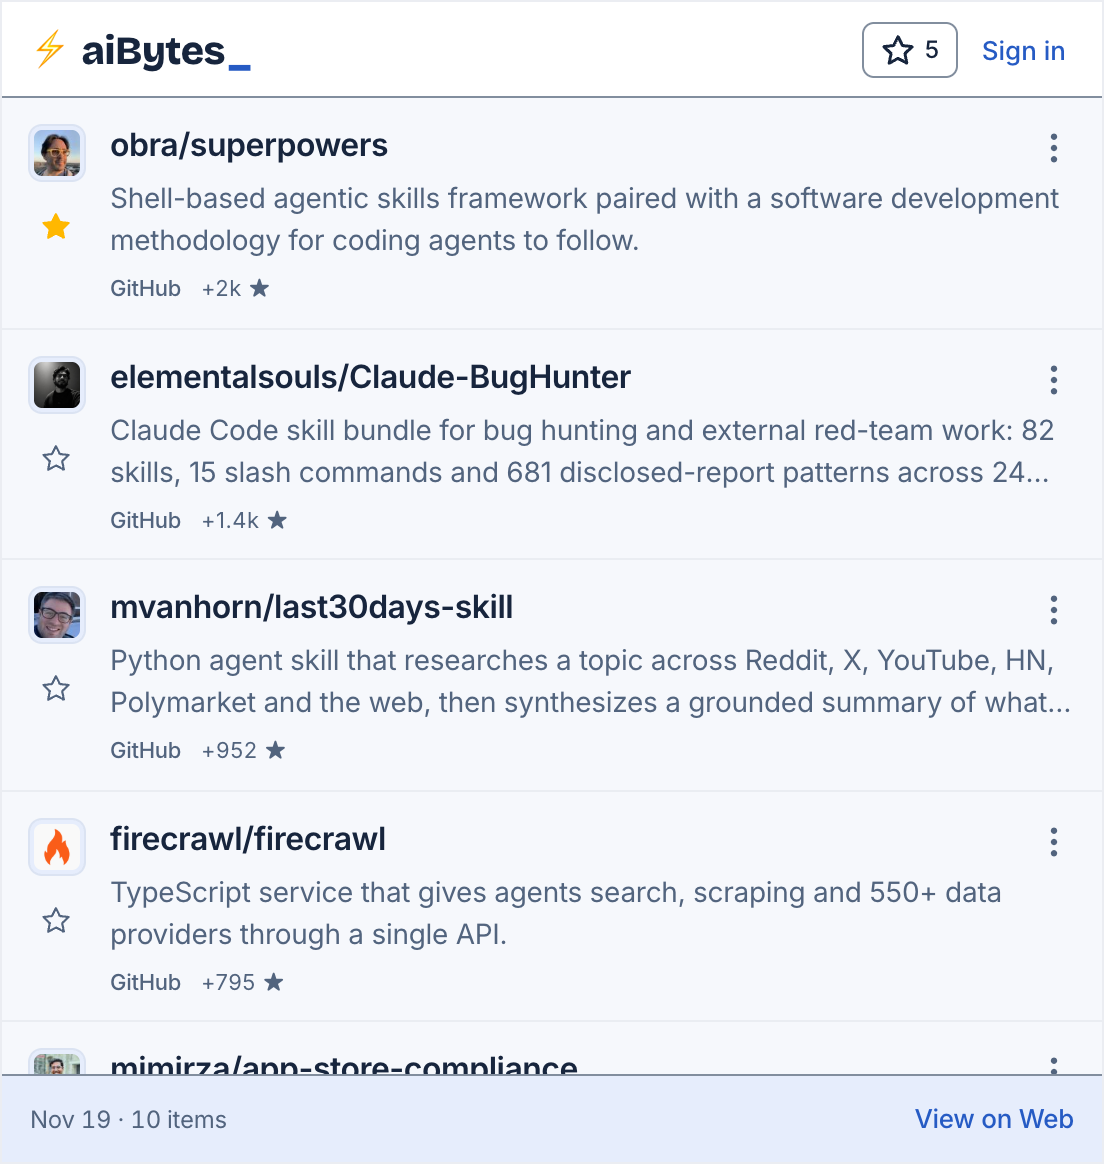 aiBytes_
5
Sign in
obra/superpowers
Shell-based agentic skills framework paired with a software development
methodology for coding agents to follow.
GitHub +2k ★
elementalsouls/Claude-BugHunter
Claude Code skill bundle for bug hunting and external red-team work: 82
skills, 15 slash commands and 681 disclosed-report patterns across 24...
GitHub +1.4k ★
mvanhorn/last30days-skill
Python agent skill that researches a topic across Reddit, X, YouTube, HN,
Polymarket and the web, then synthesizes a grounded summary of what...
GitHub +952 ★
firecrawl/firecrawl
TypeScript service that gives agents search, scraping and 550+ data
providers through a single API.
GitHub +795 ★
mimirza/app-store-compliance
Nov 19 · 10 items
View on Web